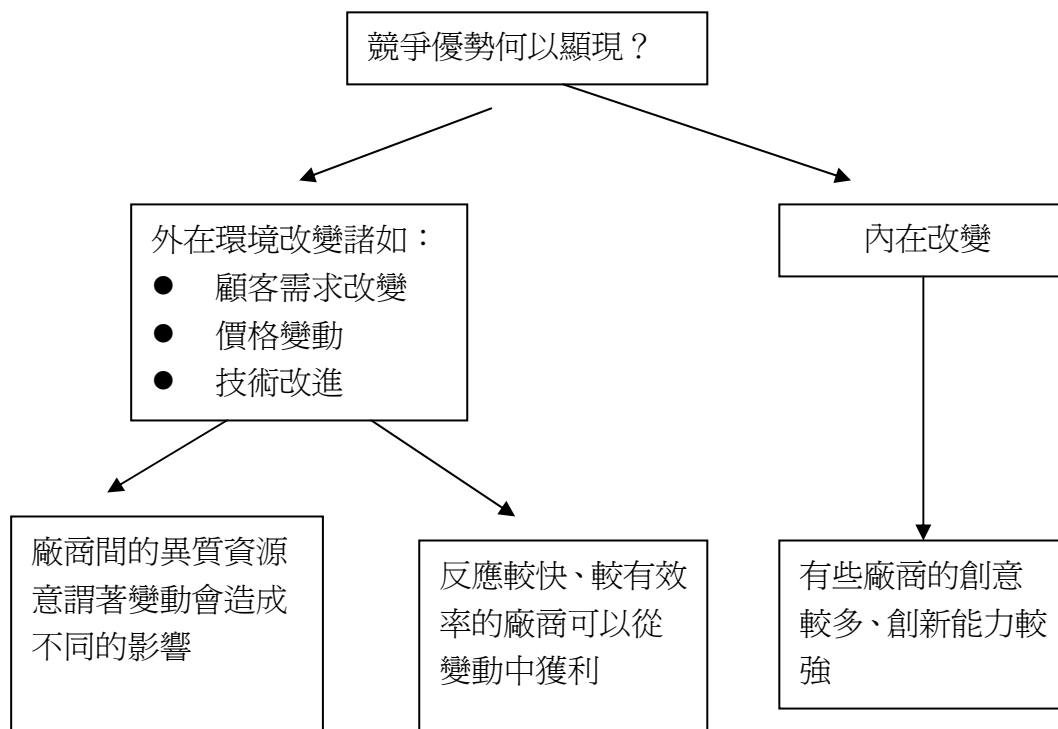 競爭優勢何以顯現？
外在環境改變諸如：
● 顧客需求改變
● 價格變動
● 技術改進
內在改變
廠商間的異質資源
意謂著變動會造成
不同的影響
反應較快、較有效
率的廠商可以從
變動中獲利
有些廠商的創意
較多、創新能力較
強